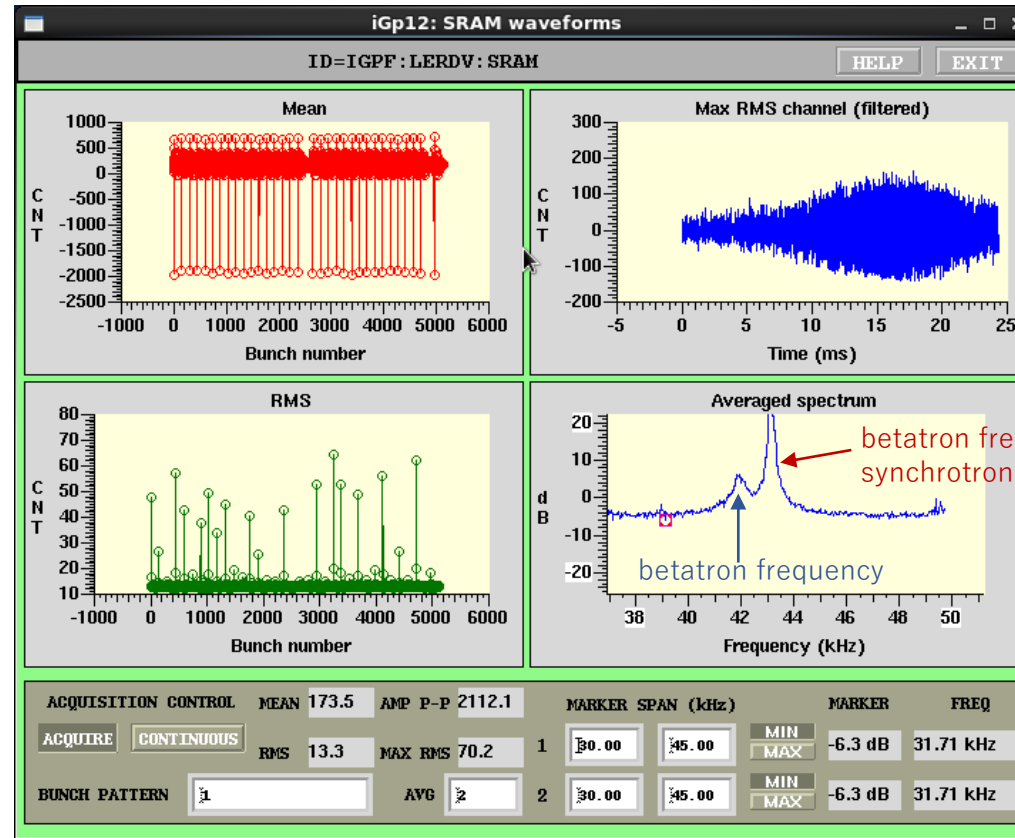 iGp12: SRAM waveforms
ID=IGPF:LERDV:SRAM
HELP
EXIT
Mean
1000
500
0
-500
-1000
-1500
-2000
-2500
CNT
-1000 0 1000 2000 3000 4000 5000 6000
Bunch number
Max RMS channel (filtered)
300
200
100
0
-100
-200
CNT
-5 0 5 10 15 20 25
Time (ms)
RMS
80
70
60
50
40
30
20
10
CNT
-1000 0 1000 2000 3000 4000 5000 6000
Bunch number
Averaged spectrum
20
10
0
-10
-20
dB
betatron fre
synchrotron
betatron frequency
38 40 42 44 46 48 50
Frequency (kHz)
ACQUISITION CONTROL MEAN 173.5 AMP P-P 2112.1 MARKER SPAN (kHz) MARKER FREQ
ACQUIRE CONTINUOUS RMS 13.3 MAX RMS 70.2 1 30.00 45.00 MIN MAX -6.3 dB 31.71 kHz
BUNCH PATTERN 1 AVG 2 2 30.00 45.00 MIN MAX -6.3 dB 31.71 kHz